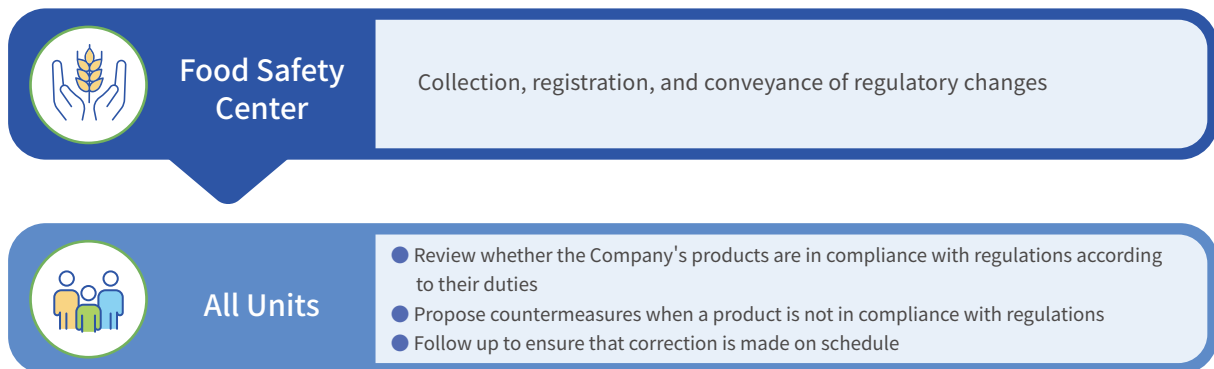 Food Safety
Center
Collection, registration, and conveyance of regulatory changes
All Units
● Review whether the Company's products are in compliance with regulations according
to their duties
● Propose countermeasures when a product is not in compliance with regulations
● Follow up to ensure that correction is made on schedule